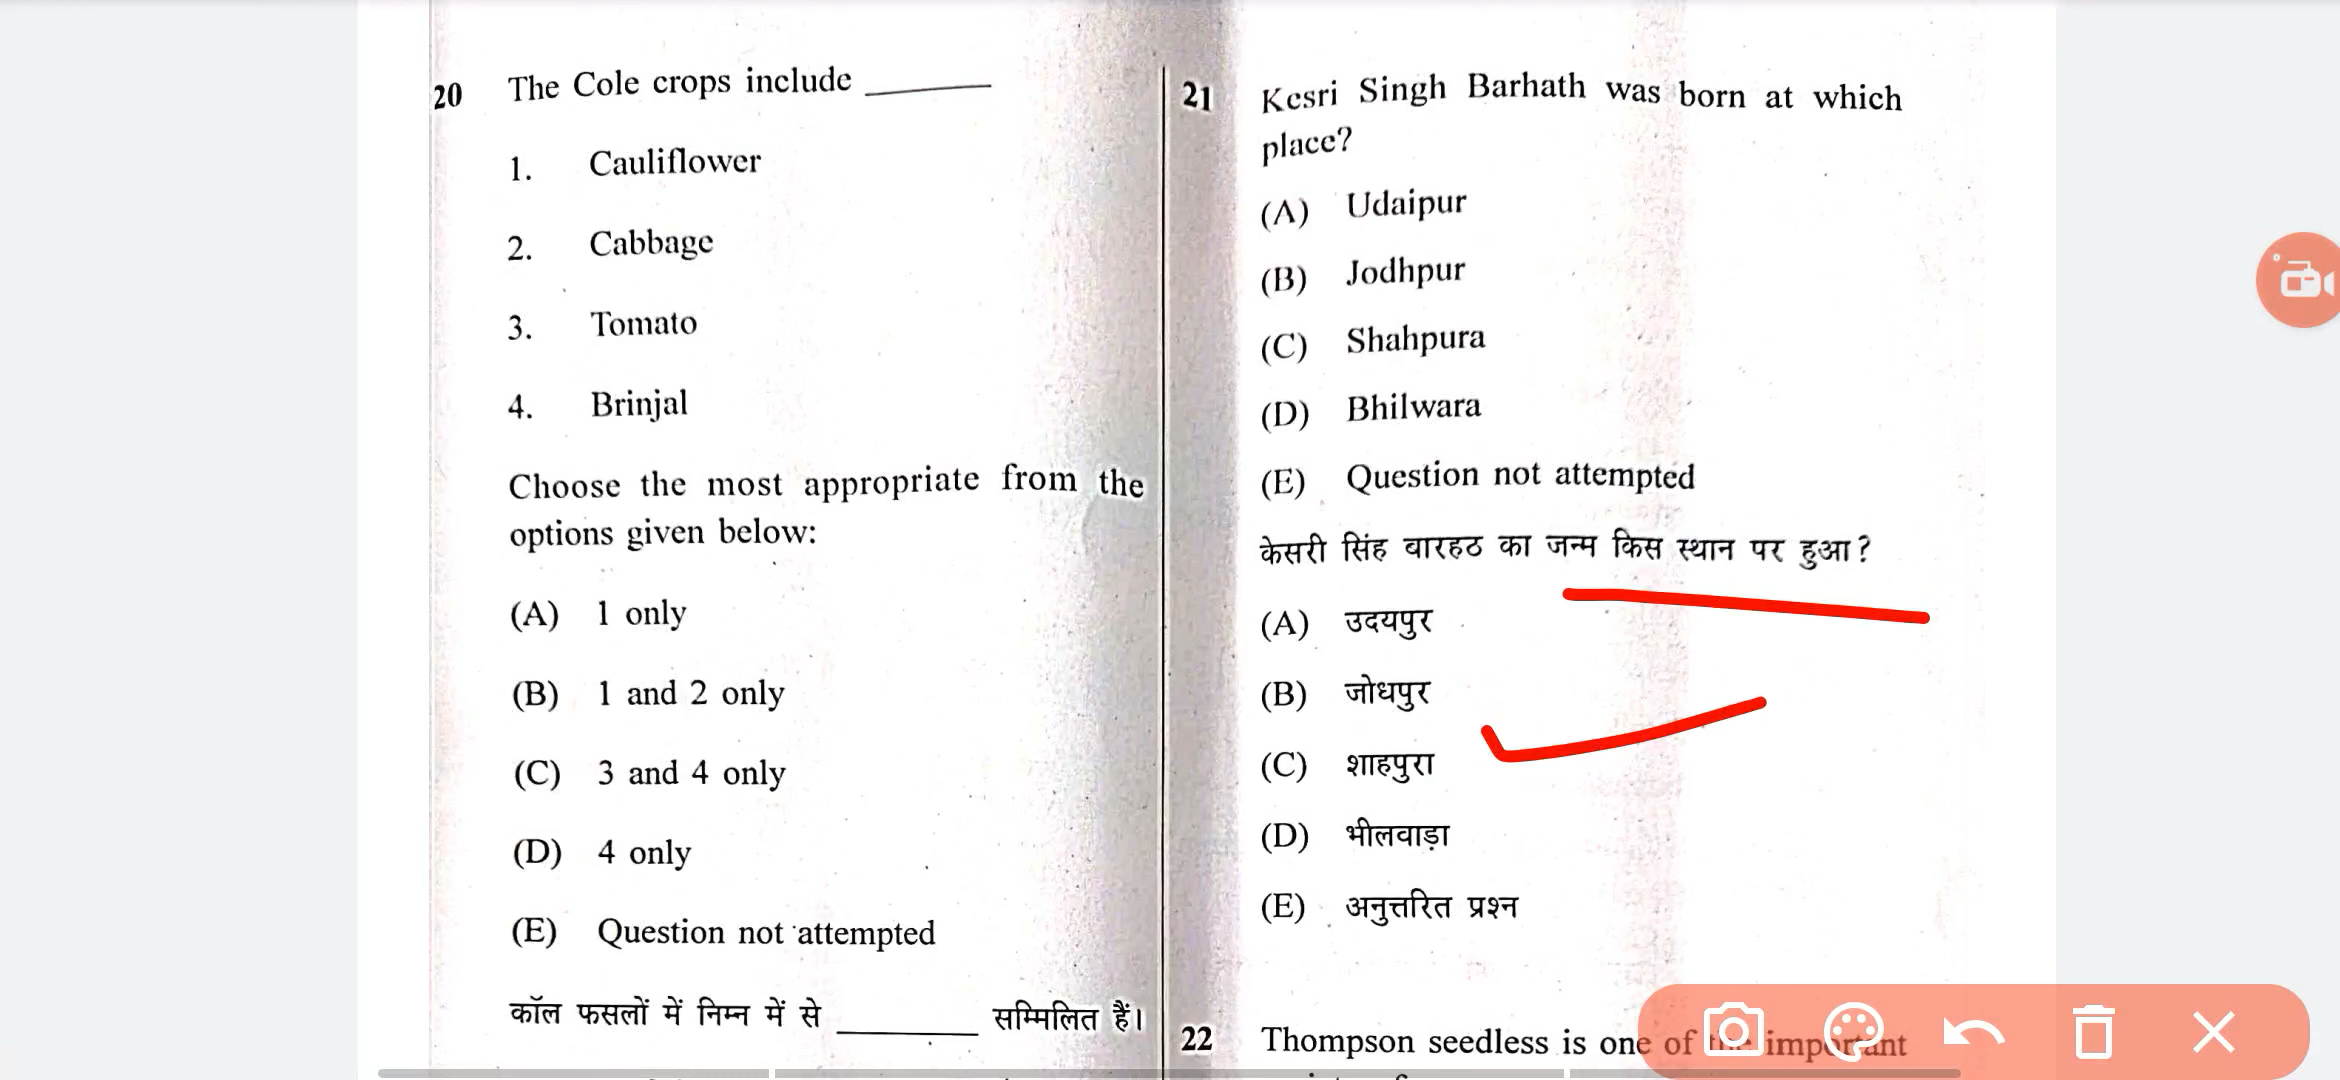 20 The Cole crops include ______
1. Cauliflower
2. Cabbage
3. Tomato
4. Brinjal
Choose the most appropriate from the
options given below:
(A) 1 only
(B) 1 and 2 only
(C) 3 and 4 only
(D) 4 only
(E) Question not attempted
कॉल फसलों में निम्न में से ______ सम्मिलित हैं।
21 Kesri Singh Barhath was born at which
place?
(A) Udaipur
(B) Jodhpur
(C) Shahpura
(D) Bhilwara
(E) Question not attempted
केसरी सिंह बारहठ का जन्म किस स्थान पर हुआ?
(A) उदयपुर
(B) जोधपुर
(C) शाहपुरा
(D) भीलवाड़ा
(E) अनुत्तरित प्रश्न
22 Thompson seedless is one of the important